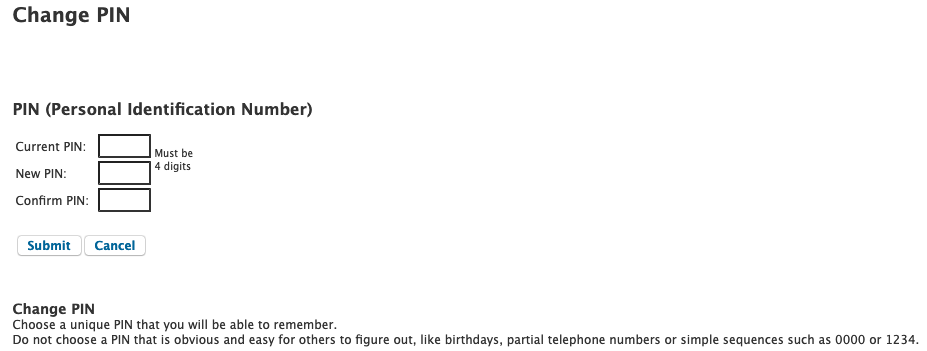 Change PIN
PIN (Personal Identification Number)
Current PIN:
Must be
4 digits
New PIN:
Confirm PIN:
Submit Cancel
Change PIN
Choose a unique PIN that you will be able to remember.
Do not choose a PIN that is obvious and easy for others to figure out, like birthdays, partial telephone numbers or simple sequences such as 0000 or 1234.